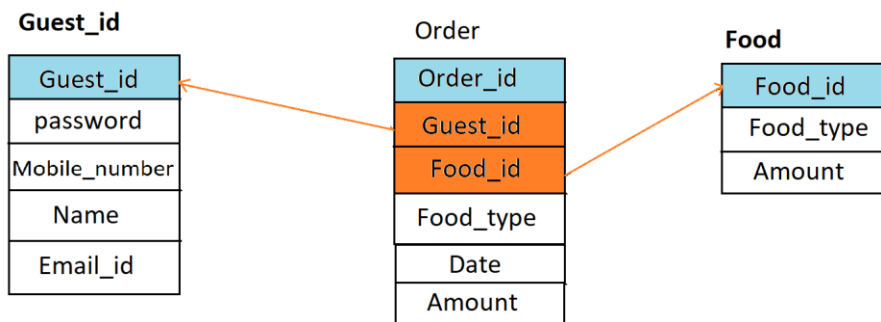 Guest_id
Guest_id
password
Mobile_number
Name
Email_id
Order
Order_id
Guest_id
Food_id
Food_type
Date
Amount
Food
Food_id
Food_type
Amount